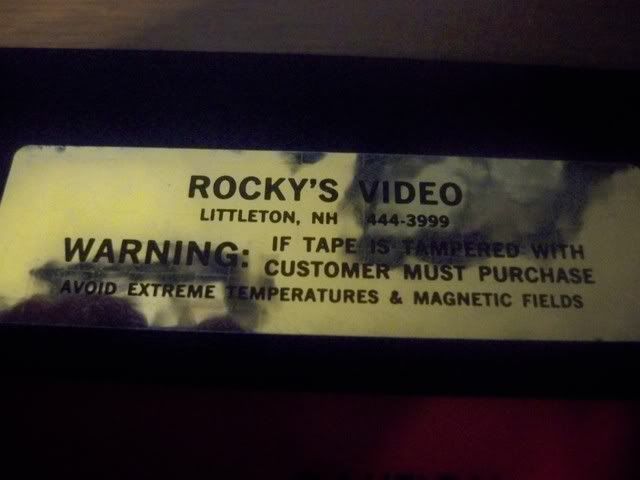 ROCKY'S VIDEO
LITTLETON, NH 444-3999
WARNING: IF TAPE IS TAMPERED WITH
CUSTOMER MUST PURCHASE
AVOID EXTREME TEMPERATURES & MAGNETIC FIELDS